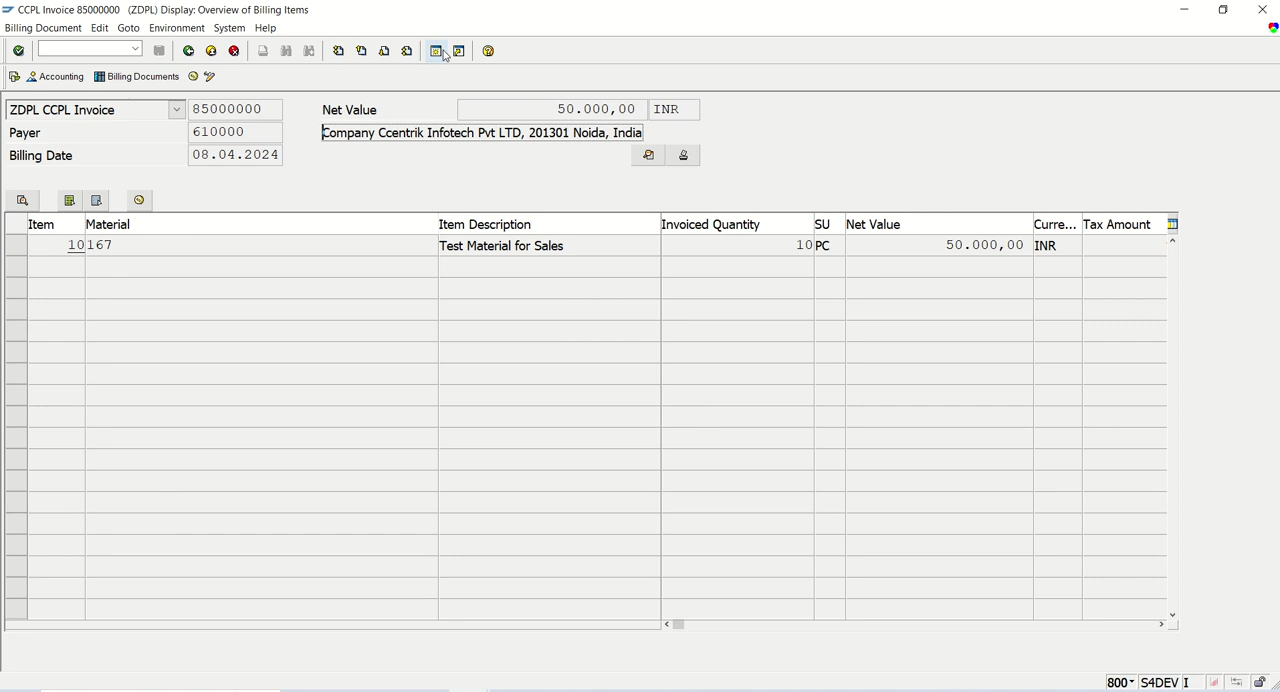 CCPL Invoice 85000000 (ZDPL) Display: Overview of Billing Items
Billing Document Edit Goto Environment System Help
Accounting Billing Documents
ZDPL CCPL Invoice 85000000 Net Value 50.000,00 INR
Payer 610000 Company Ccentrik Infotech Pvt LTD, 201301 Noida, India
Billing Date 08.04.2024
Item Material Item Description Invoiced Quantity SU Net Value Curre... Tax Amount
10 167 Test Material for Sales 10 PC 50.000,00 INR
800 S4DEV I